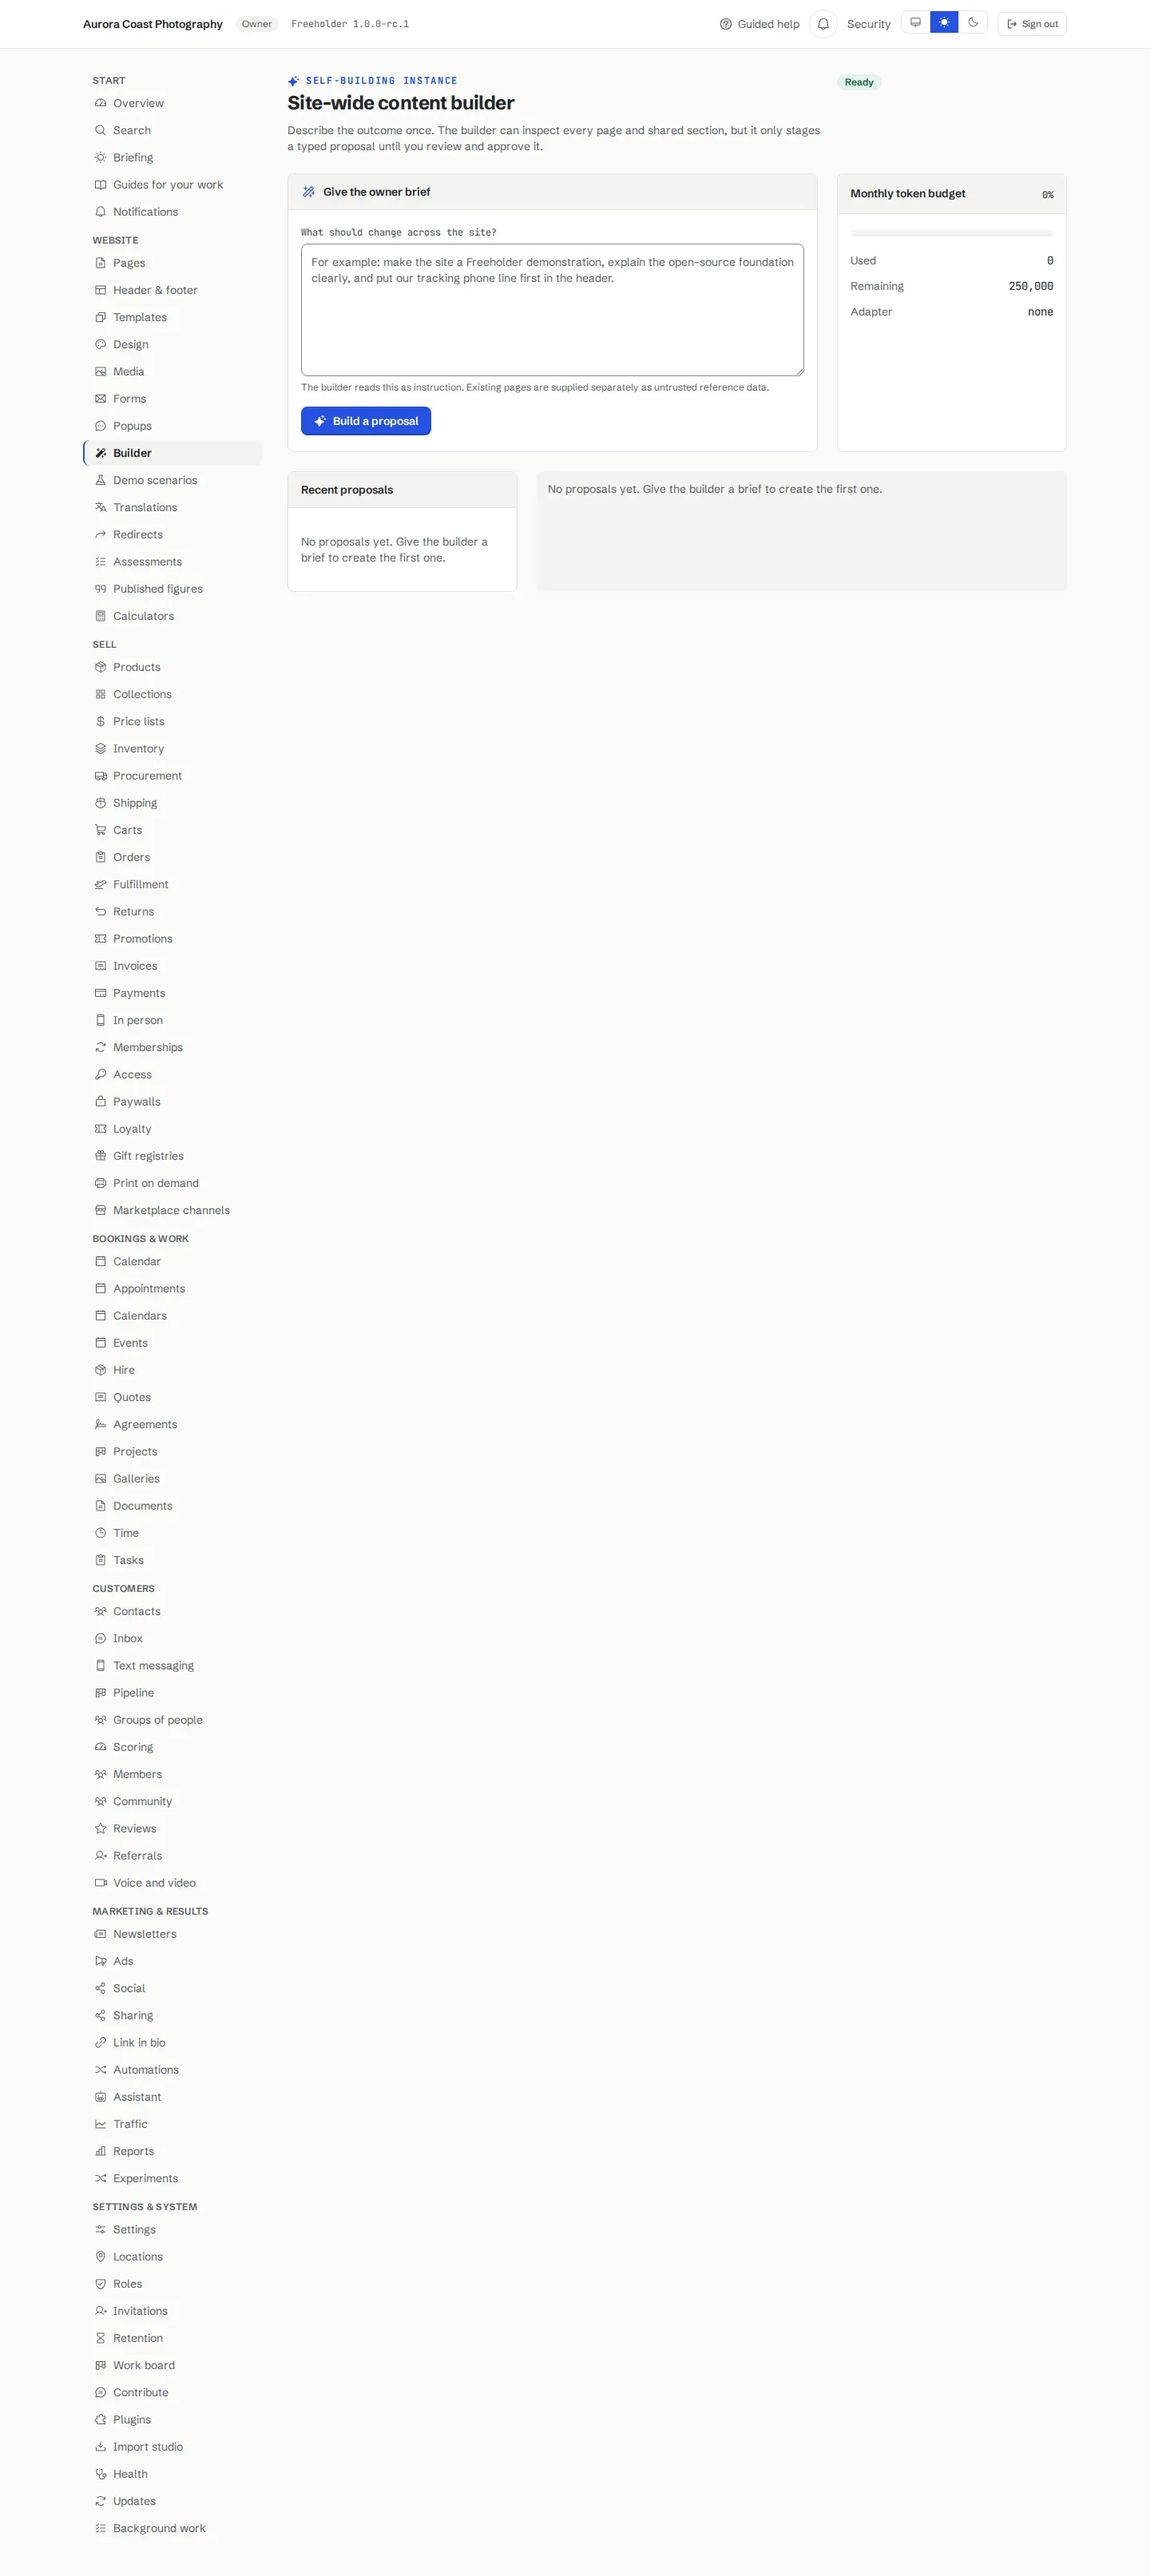 Aurora Coast Photography
Owner
Freeholder 1.0.0-rc.1
Guided help
Security
Sign out
START
Overview
Search
Briefing
Guides for your work
Notifications
WEBSITE
Pages
Header & footer
Templates
Design
Media
Forms
Popups
Builder
Demo scenarios
Translations
Redirects
Assessments
Published figures
Calculators
SELL
Products
Collections
Price lists
Inventory
Procurement
Shipping
Carts
Orders
Fulfillment
Returns
Promotions
Invoices
Payments
In person
Memberships
Access
Paywalls
Loyalty
Gift registries
Print on demand
Marketplace channels
BOOKINGS & WORK
Calendar
Appointments
Calendars
Events
Hire
Quotes
Agreements
Projects
Galleries
Documents
Time
Tasks
CUSTOMERS
Contacts
Inbox
Text messaging
Pipeline
Groups of people
Scoring
Members
Community
Reviews
Referrals
Voice and video
MARKETING & RESULTS
Newsletters
Ads
Social
Sharing
Link in bio
Automations
Assistant
Traffic
Reports
Experiments
SETTINGS & SYSTEM
Settings
Locations
Roles
Invitations
Retention
Work board
Contribute
Plugins
Import studio
Health
Updates
Background work
SELF-BUILDING INSTANCE
Site-wide content builder
Describe the outcome once. The builder can inspect every page and shared section, but it only stages
a typed proposal until you review and approve it.
Ready
Give the owner brief
What should change across the site?
For example: make the site a Freeholder demonstration, explain the open-source foundation
clearly, and put our tracking phone line first in the header.
The builder reads this as instruction. Existing pages are supplied separately as untrusted reference data.
Build a proposal
Monthly token budget
0%
Used
0
Remaining
250,000
Adapter
none
Recent proposals
No proposals yet. Give the builder a
brief to create the first one.
No proposals yet. Give the builder a brief to create the first one.